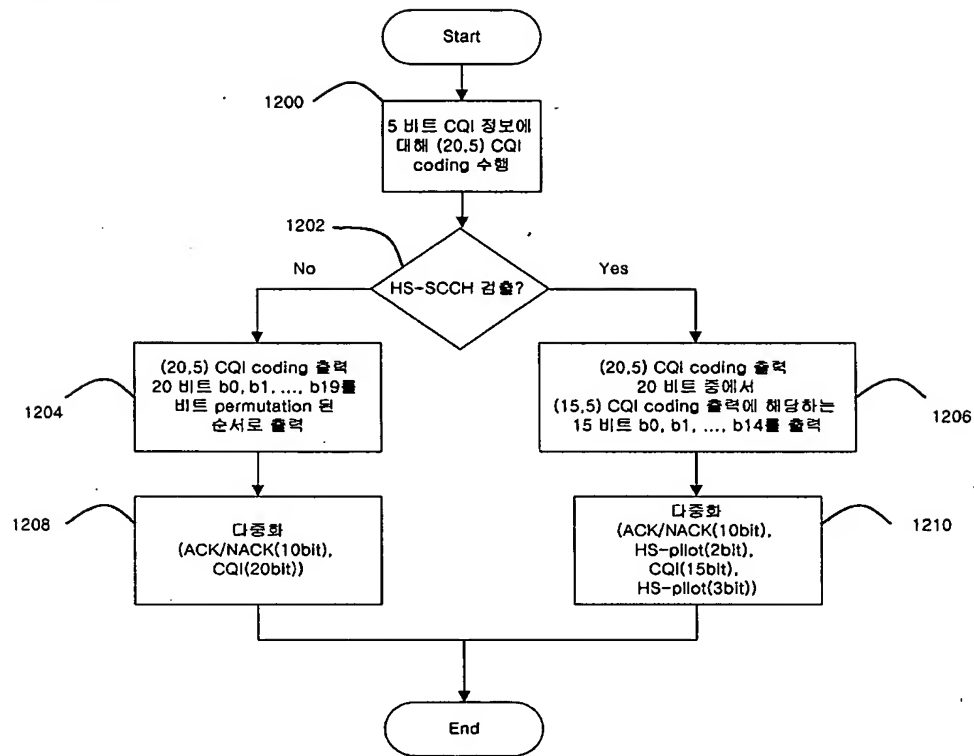 Start
1200
5 비트 CQI 정보에
대해 (20,5) CQI
coding 수행
1202
HS-SCCH 검출?
No
Yes
1204
(20,5) CQI coding 출력
20 비트 b0, b1, ..., b19를
비트 permutation 된
순서로 출력
(20,5) CQI coding 출력
20 비트 중에서
(15,5) CQI coding 출력에 해당하는
15 비트 b0, b1, ..., b14를 출력
1206
1208
다중화
(ACK/NACK(10bit),
CQI(20bit))
다중화
(ACK/NACK(10bit),
HS-pilot(2bit),
CQI(15bit),
HS-pilot(3bit))
1210
End